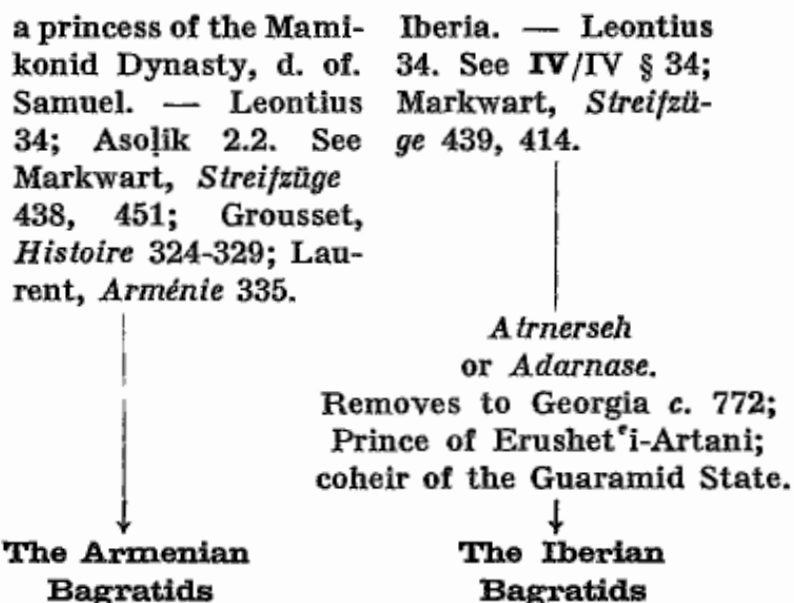 a princess of the Mami-
konid Dynasty, d. of.
Samuel. — Leontius
34; Asoḷik 2.2. See
Markwart, Streifzüge
438, 451; Grousset,
Histoire 324-329; Lau-
rent, Arménie 335.
Iberia. — Leontius
34. See IV/IV § 34;
Markwart, Streifzü-
ge 439, 414.
Atrnerseh
or Adarnase.
Removes to Georgia c. 772;
Prince of Erushetʿi-Artani;
coheir of the Guaramid State.
The Armenian
Bagratids
The Iberian
Bagratids